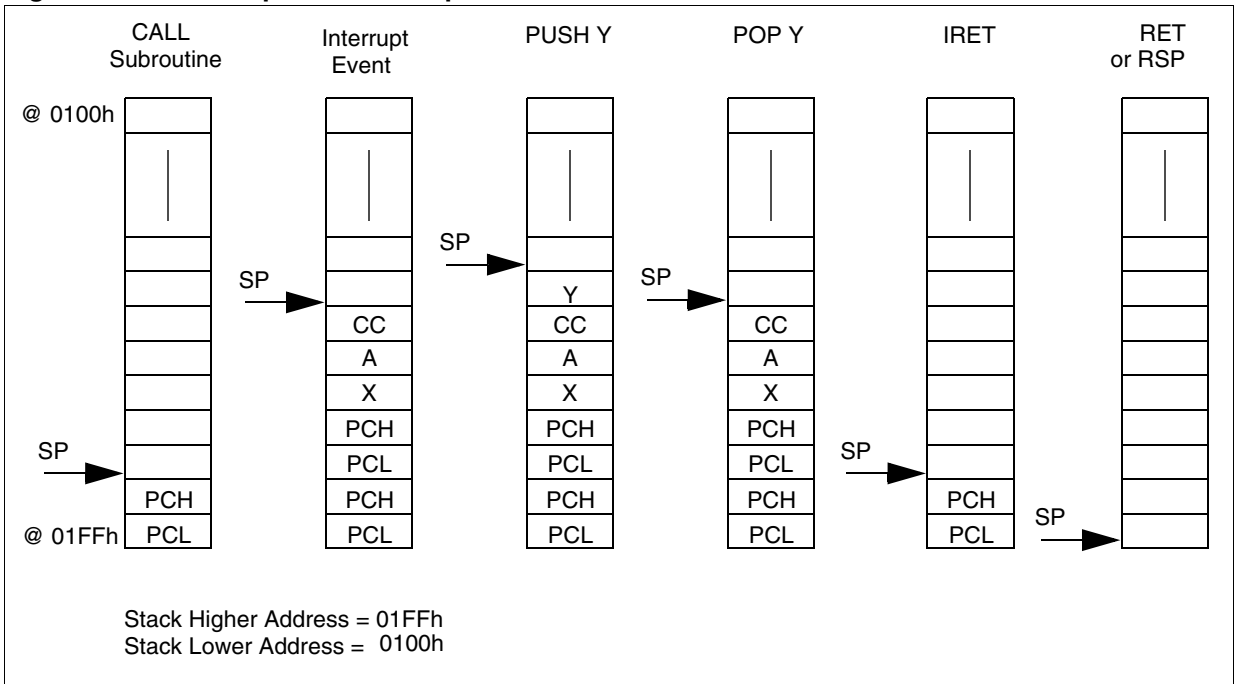 CALL
Subroutine
Interrupt
Event
PUSH Y
POP Y
IRET
RET
or RSP
@ 0100h
SP
SP
SP
SP
SP
SP
Y
CC
CC
CC
A
A
A
X
X
X
PCH
PCH
PCH
PCL
PCL
PCL
PCH
PCH
PCH
PCH
PCH
@ 01FFh
PCL
PCL
PCL
PCL
PCL
Stack Higher Address = 01FFh
Stack Lower Address = 0100h